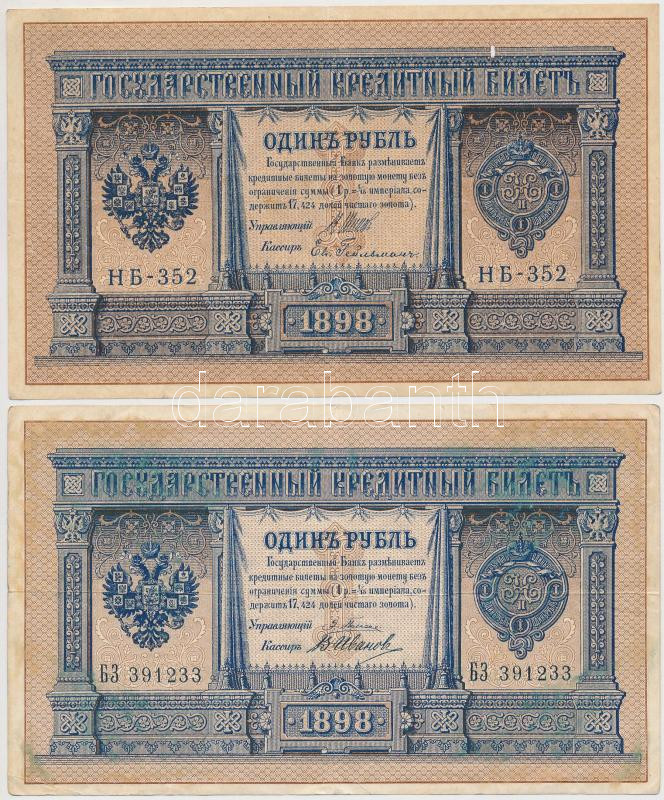 ГОСУДАРСТВЕННЫЙ КРЕДИТНЫЙ БИЛЕТЪ
ОДИНЪ РУБЛЬ
Государственный Банкъ размѣниваетъ
кредитные билеты на золотую монету безъ
ограниченія суммы (1 р. = 1/15 имперіала, со-
держитъ 17,424 долей чистаго золота).
Управляющій
Кассиръ
НБ-352
НБ-352
1898
darabanth
ГОСУДАРСТВЕННЫЙ КРЕДИТНЫЙ БИЛЕТЪ
ОДИНЪ РУБЛЬ
Государственный Банкъ размѣниваетъ
кредитные билеты на золотую монету безъ
ограниченія суммы (1 р. = 1/15 имперіала, со-
держитъ 17,424 долей чистаго золота).
Управляющій
Кассиръ В. Иванов
БЗ 391233
БЗ 391233
1898